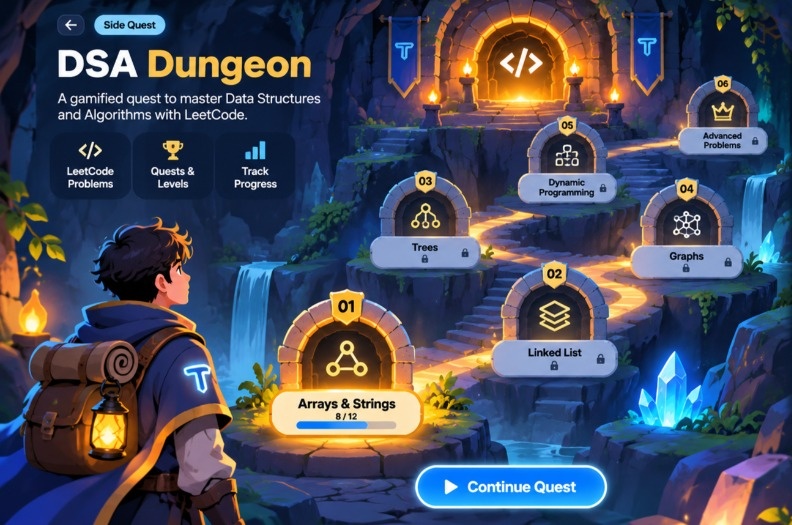 Side Quest
DSA Dungeon
A gamified quest to master Data Structures
and Algorithms with LeetCode.
</>
LeetCode
Problems
Quests &
Levels
Track
Progress
</>
T
T
06
Advanced
Problems
05
Dynamic
Programming
03
Trees
04
Graphs
02
Linked List
01
Arrays & Strings
8 / 12
T
Continue Quest